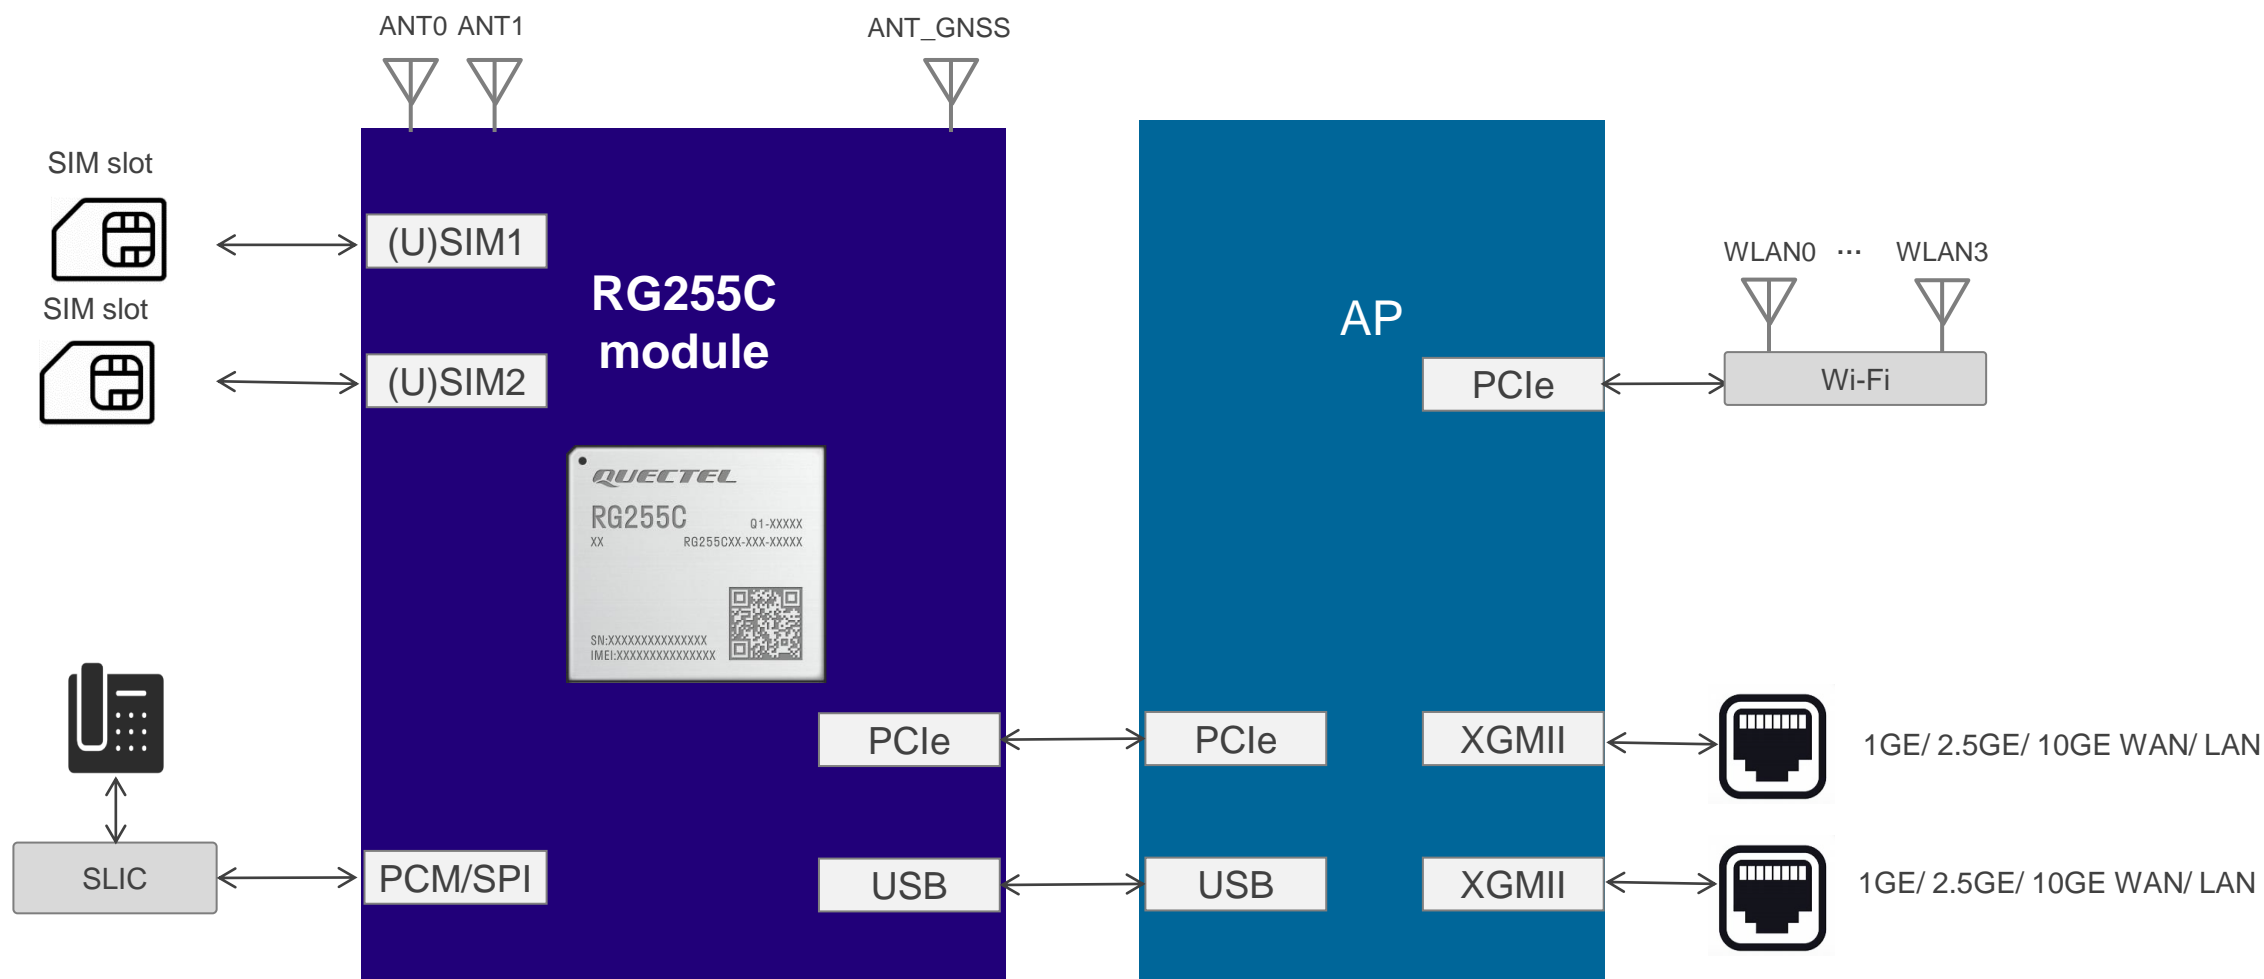 ANT0 ANT1
ANT_GNSS
SIM slot
(U)SIM1
SIM slot
(U)SIM2
RG255C
module
QUECTEL
RG255C
Q1-XXXXX
XX
RG255CXX-XXX-XXXXX
SN:XXXXXXXXXXXXXXX
IMEI:XXXXXXXXXXXXXXX
AP
WLAN0 ··· WLAN3
PCIe
Wi-Fi
PCIe
PCIe
XGMII
1GE/ 2.5GE/ 10GE WAN/ LAN
SLIC
PCM/SPI
USB
USB
XGMII
1GE/ 2.5GE/ 10GE WAN/ LAN